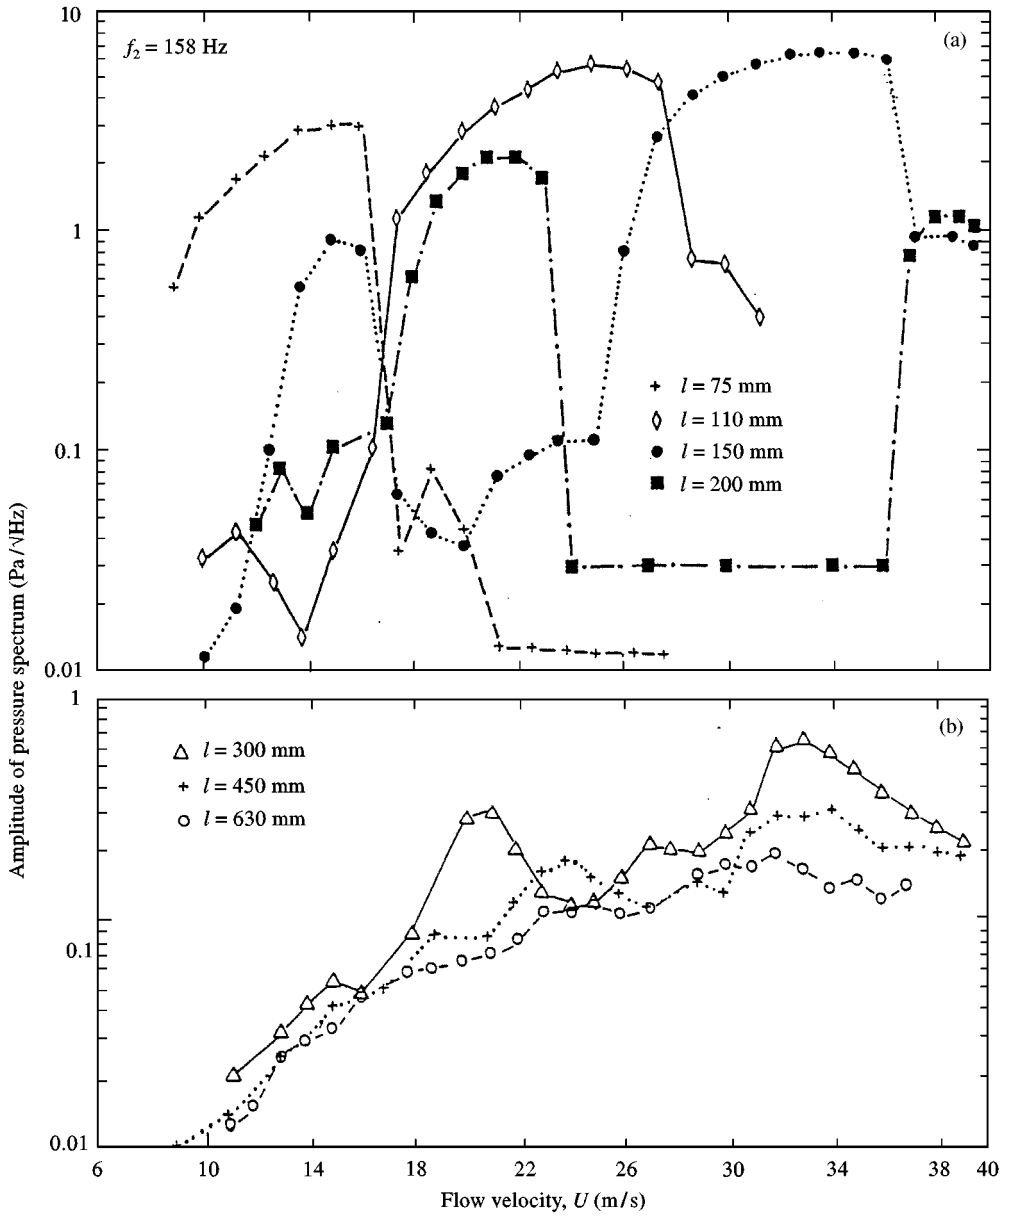 10
f₂ = 158 Hz
(a)
1
l = 75 mm
l = 110 mm
0.1
l = 150 mm
l = 200 mm
0.01
Amplitude of pressure spectrum (Pa/√Hz)
1
(b)
l = 300 mm
l = 450 mm
l = 630 mm
0.1
0.01
6 10 14 18 22 26 30 34 38 40
Flow velocity, U (m/s)